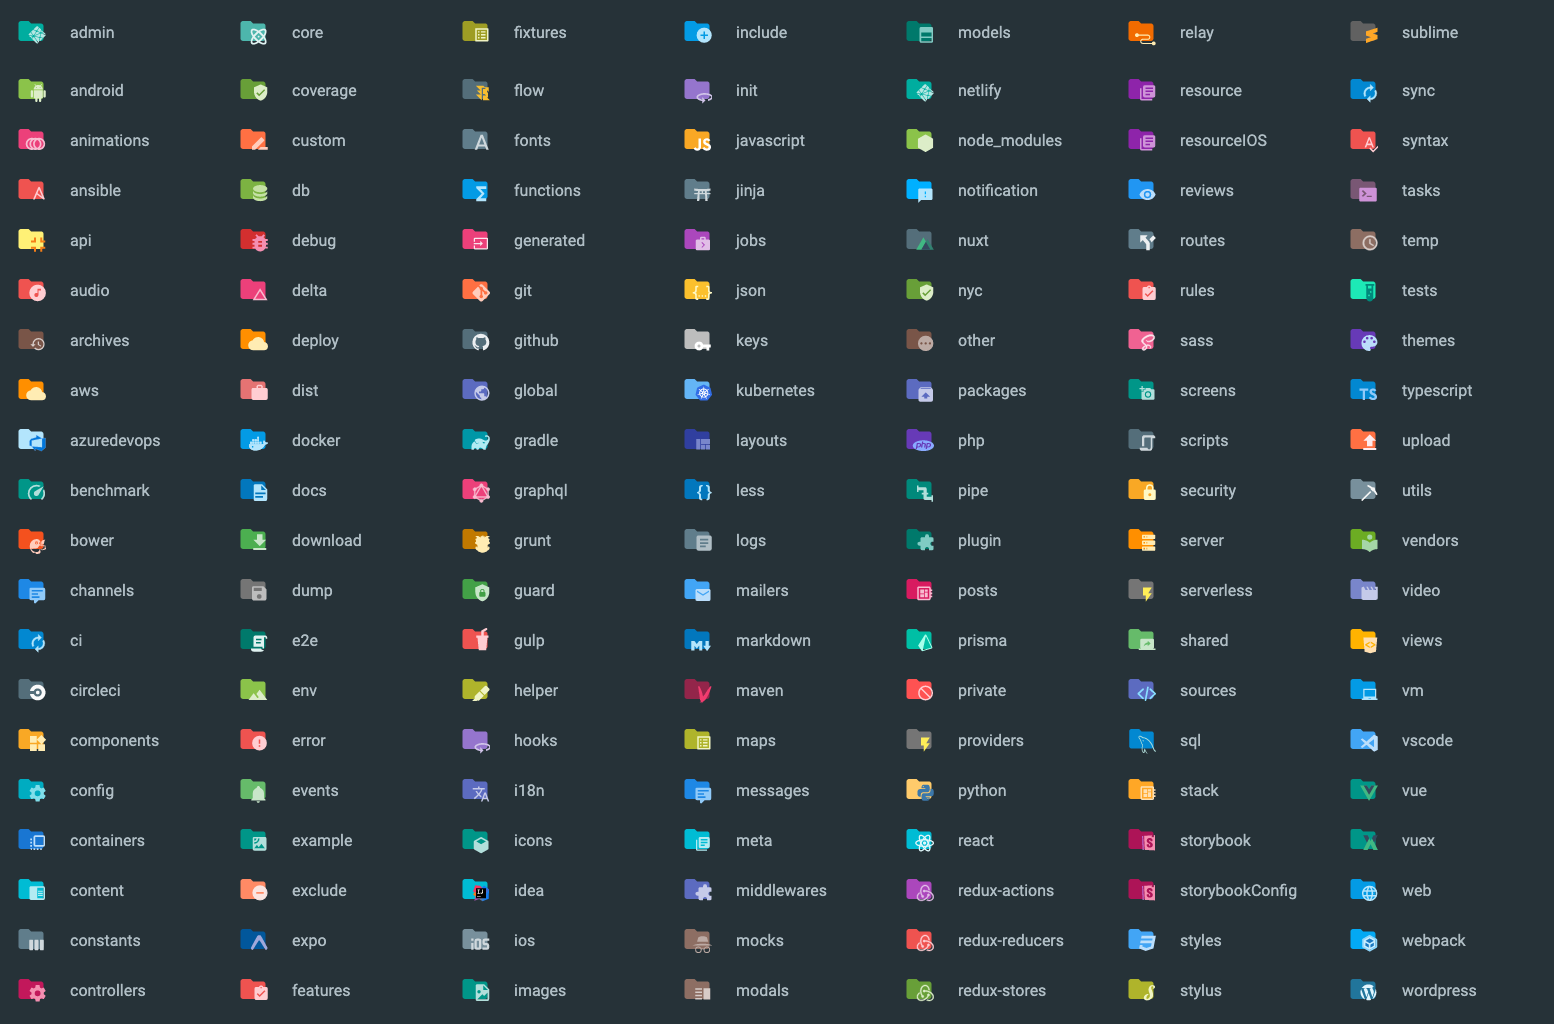 admin core fixtures include models relay sublime
android coverage flow init netlify resource sync
animations custom fonts javascript node_modules resourceIOS syntax
ansible db functions jinja notification reviews tasks
api debug generated jobs nuxt routes temp
audio delta git json nyc rules tests
archives deploy github keys other sass themes
aws dist global kubernetes packages screens typescript
azuredevops docker gradle layouts php scripts upload
benchmark docs graphql less pipe security utils
bower download grunt logs plugin server vendors
channels dump guard mailers posts serverless video
ci e2e gulp markdown prisma shared views
circleci env helper maven private sources vm
components error hooks maps providers sql vscode
config events i18n messages python stack vue
containers example icons meta react storybook vuex
content exclude idea middlewares redux-actions storybookConfig web
constants expo ios mocks redux-reducers styles webpack
controllers features images modals redux-stores stylus wordpress